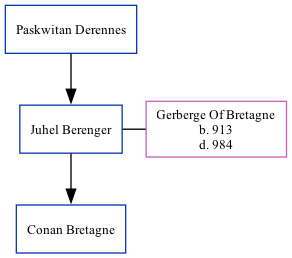 Paskwitan Derennes
Juhel Berenger
Gerberge Of Bretagne
b. 913
d. 984
Conan Bretagne